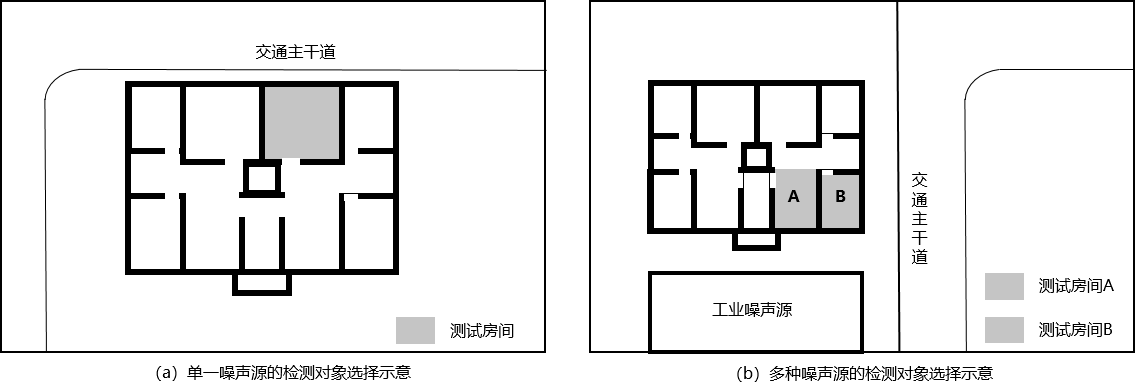 交通主干道
测试房间
（a）单一噪声源的检测对象选择示意
A
B
交通主干道
工业噪声源
测试房间A
测试房间B
（b）多种噪声源的检测对象选择示意